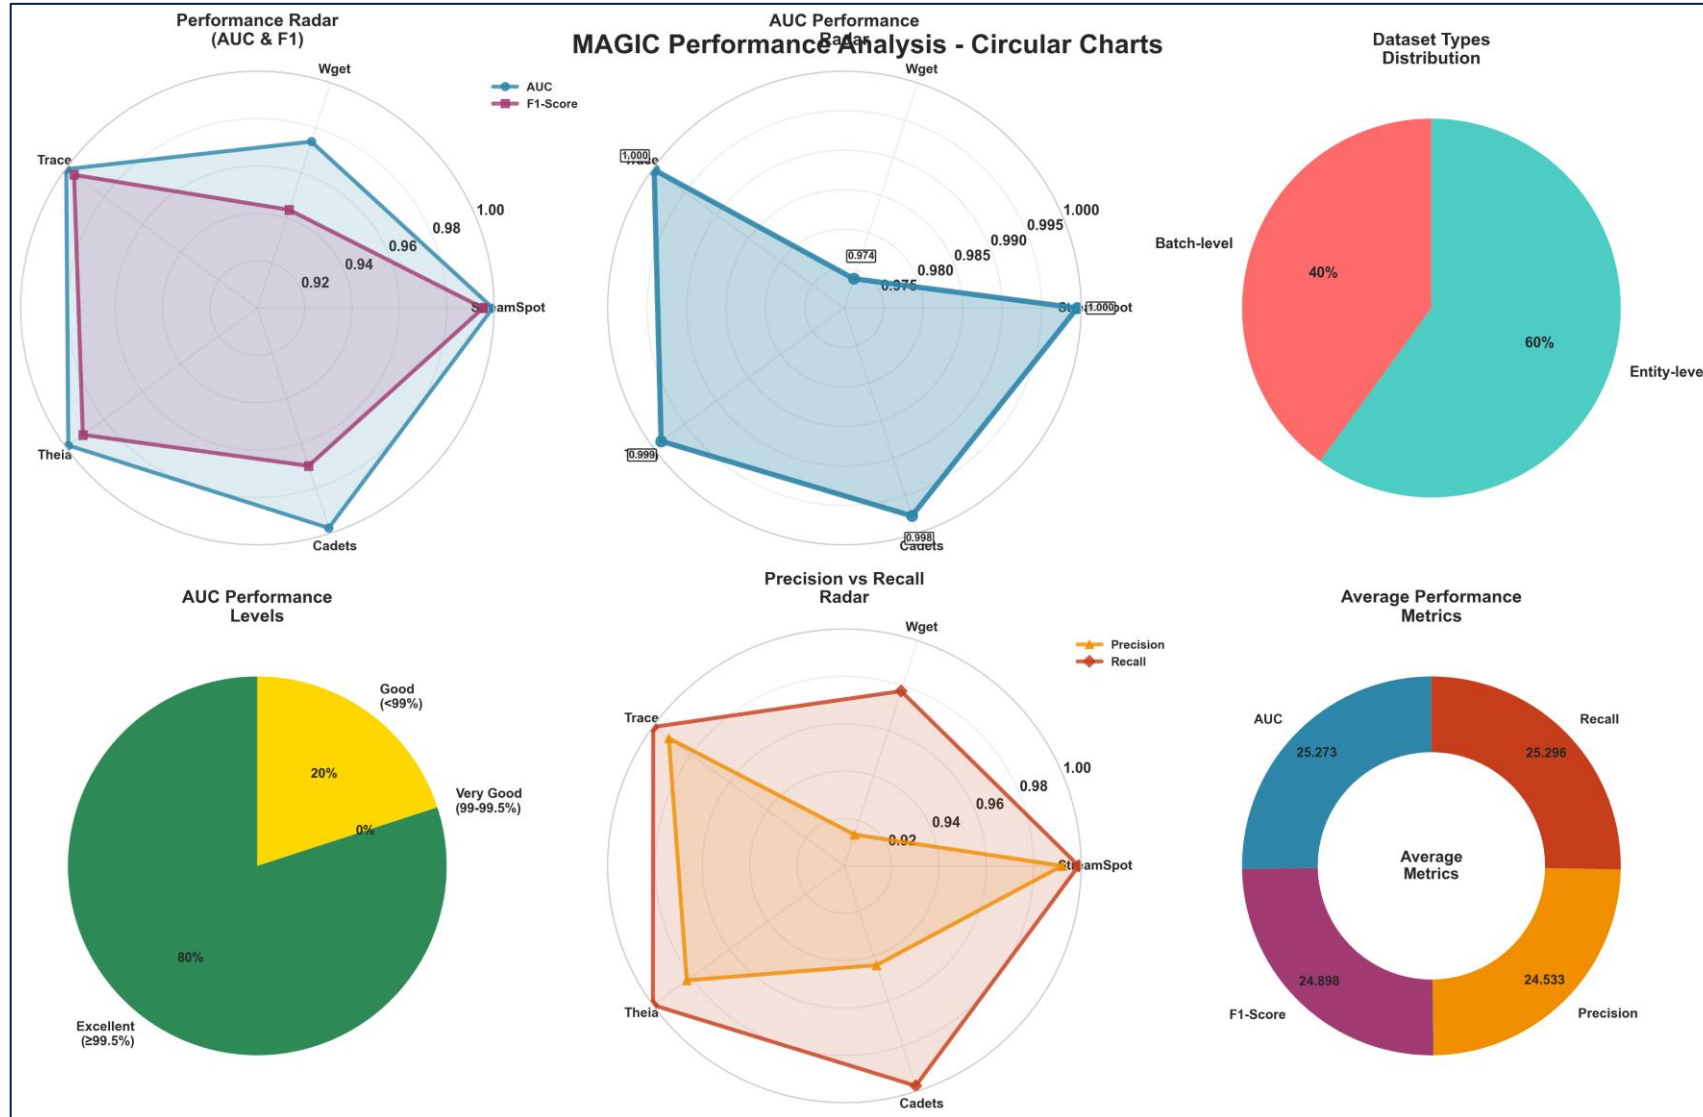 MAGIC Performance Analysis - Circular Charts
Performance Radar
(AUC & F1)
Wget
AUC
F1-Score
Trace
1.00
0.98
0.96
0.94
0.92
StreamSpot
Theia
Cadets
AUC Performance
Radar
Wget
1.000
1.000
0.995
0.990
0.985
0.980
0.975
0.974
1.000
0.999
0.998
Cadets
Dataset Types
Distribution
Batch-level
40%
60%
Entity-leve
AUC Performance
Levels
Good
(<99%)
20%
Very Good
(99-99.5%)
0%
80%
Excellent
(≥99.5%)
Precision vs Recall
Radar
Wget
Precision
Recall
Trace
1.00
0.98
0.96
0.94
0.92
StreamSpot
Theia
Cadets
Average Performance
Metrics
AUC
Recall
25.273
25.296
Average
Metrics
24.898
24.533
F1-Score
Precision